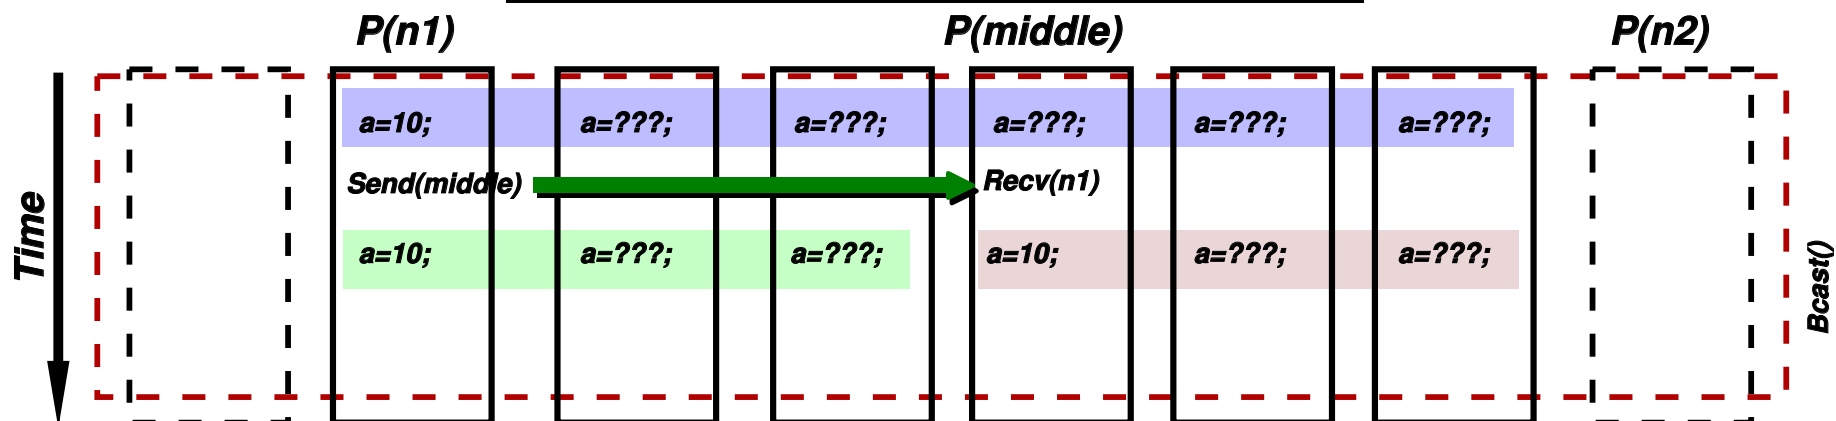 P(n1) P(middle) P(n2)
a=10; a=???; a=???; a=???; a=???; a=???;
Send(middle) Recv(n1)
a=10; a=???; a=???; a=10; a=???; a=???;
Time
Bcast()